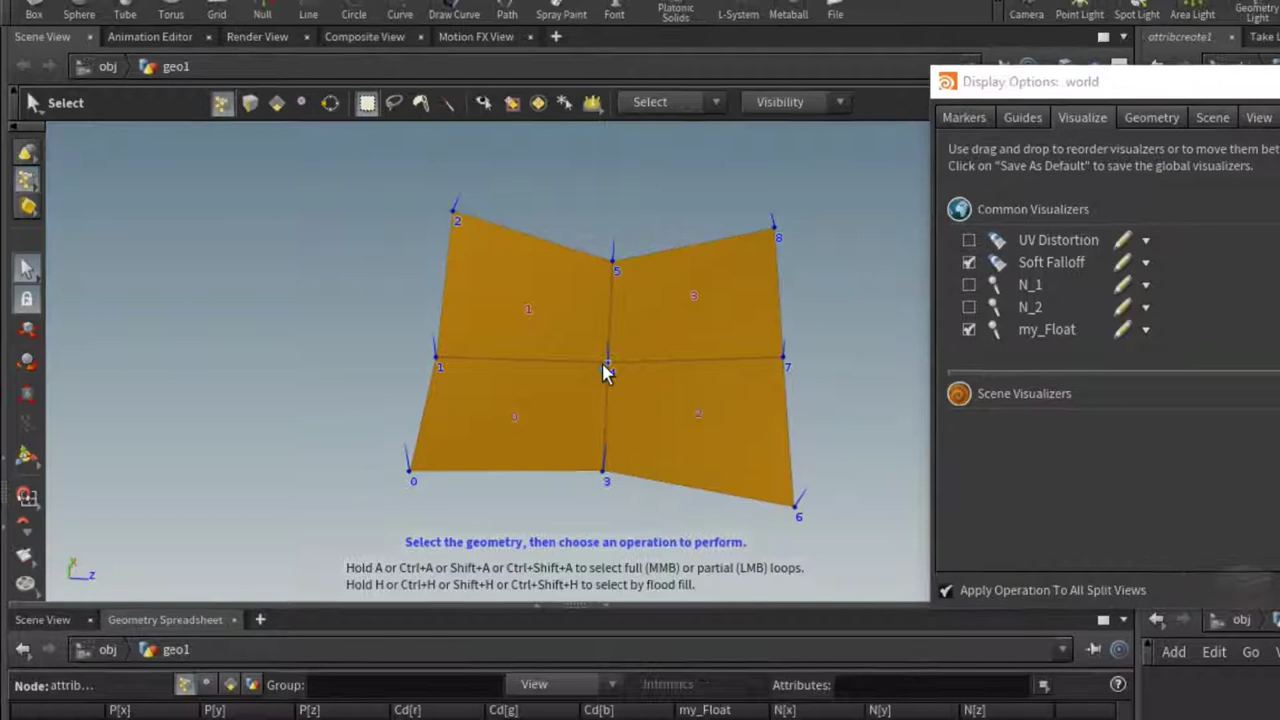 Box Sphere Tube Torus Grid Null Line Circle Curve Draw Curve Path Spray Paint Font Platonic Solids L-System Metaball File Camera Point Light Spot Light Area Light Geometry Light
Scene View Animation Editor Render View Composite View Motion FX View attribcreate1 Take L
obj geo1
Select Select Visibility
Display Options: world
Markers Guides Visualize Geometry Scene View
Use drag and drop to reorder visualizers or to move them bet
Click on "Save As Default" to save the global visualizers.
Common Visualizers
UV Distortion
Soft Falloff
N_1
N_2
my_Float
Scene Visualizers
2
8
5
1
3
1
7
2
0
3
6
Select the geometry, then choose an operation to perform.
Hold A or Ctrl+A or Shift+A or Ctrl+Shift+A to select full (MMB) or partial (LMB) loops.
Hold H or Ctrl+H or Shift+H or Ctrl+Shift+H to select by flood fill.
Z
Apply Operation To All Split Views
Scene View Geometry Spreadsheet obj
obj geo1 Add Edit Go
Node: attrib... Group: View Intrinsics Attributes:
P[x] P[y] P[z] Cd[r] Cd[g] Cd[b] my_Float N[x] N[y] N[z]